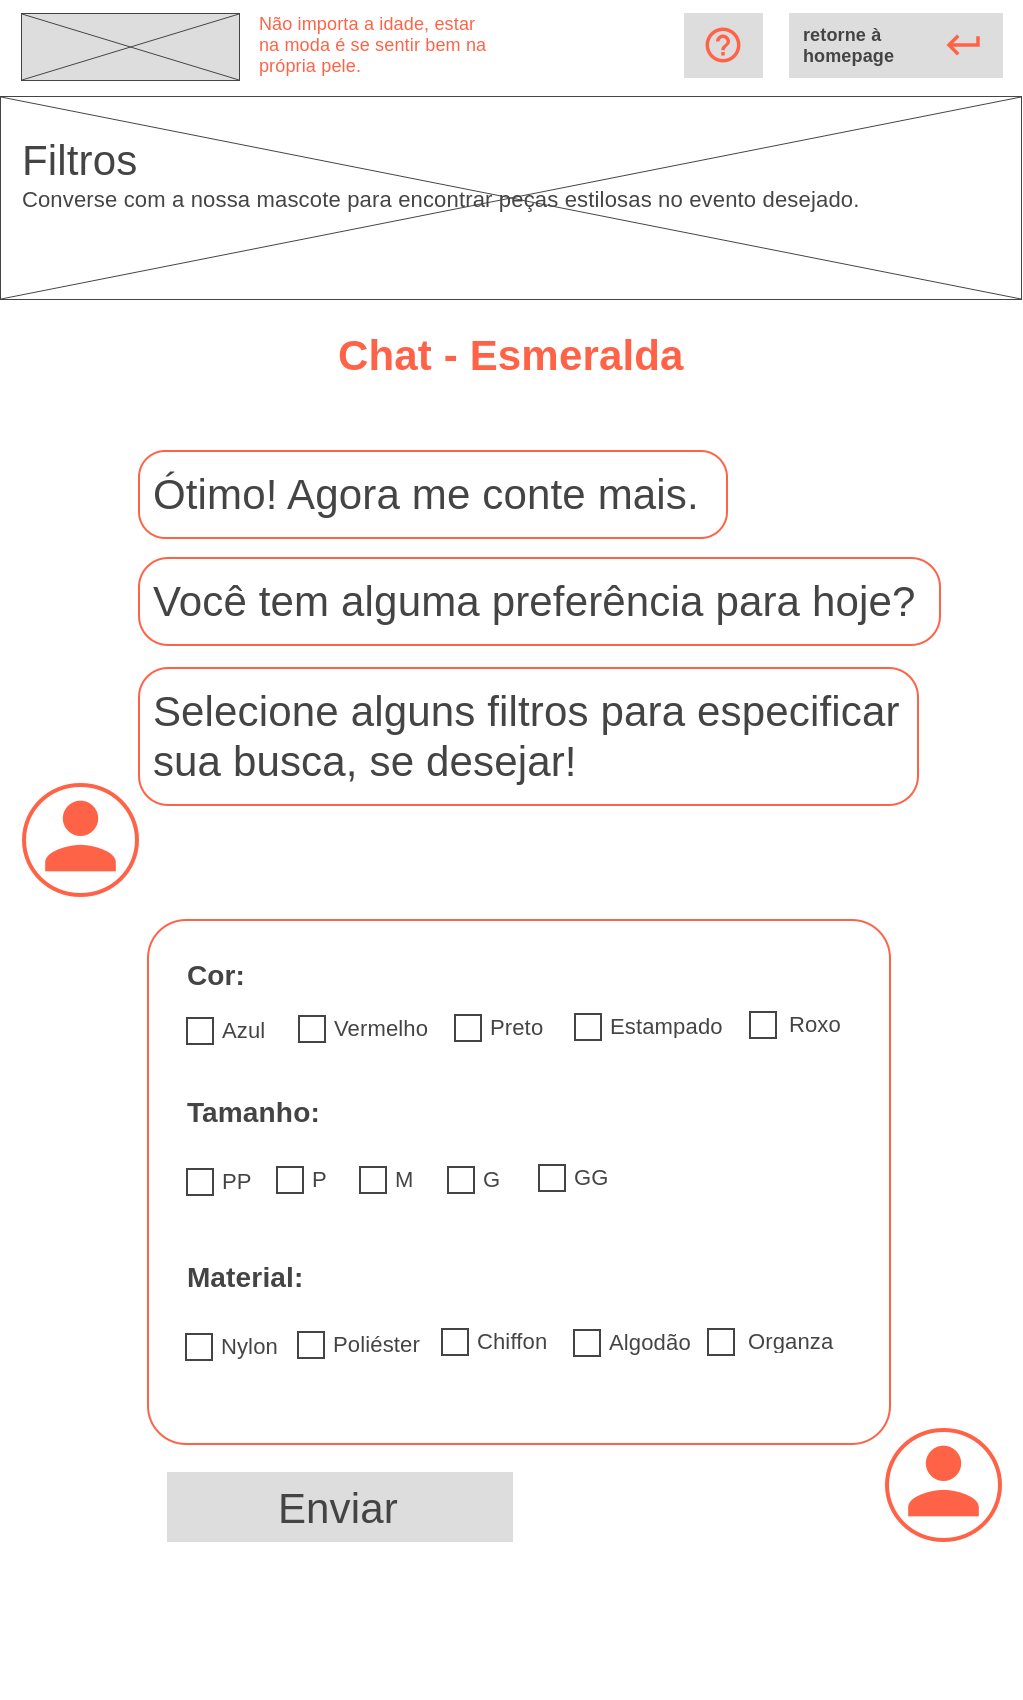 Não importa a idade, estar
na moda é se sentir bem na
própria pele.
retorne à
homepage
Filtros
Converse com a nossa mascote para encontrar peças estilosas no evento desejado.
Chat - Esmeralda
Ótimo! Agora me conte mais.
Você tem alguma preferência para hoje?
Selecione alguns filtros para especificar
sua busca, se desejar!
Cor:
Azul Vermelho Preto Estampado Roxo
Tamanho:
PP P M G GG
Material:
Nylon Poliéster Chiffon Algodão Organza
Enviar